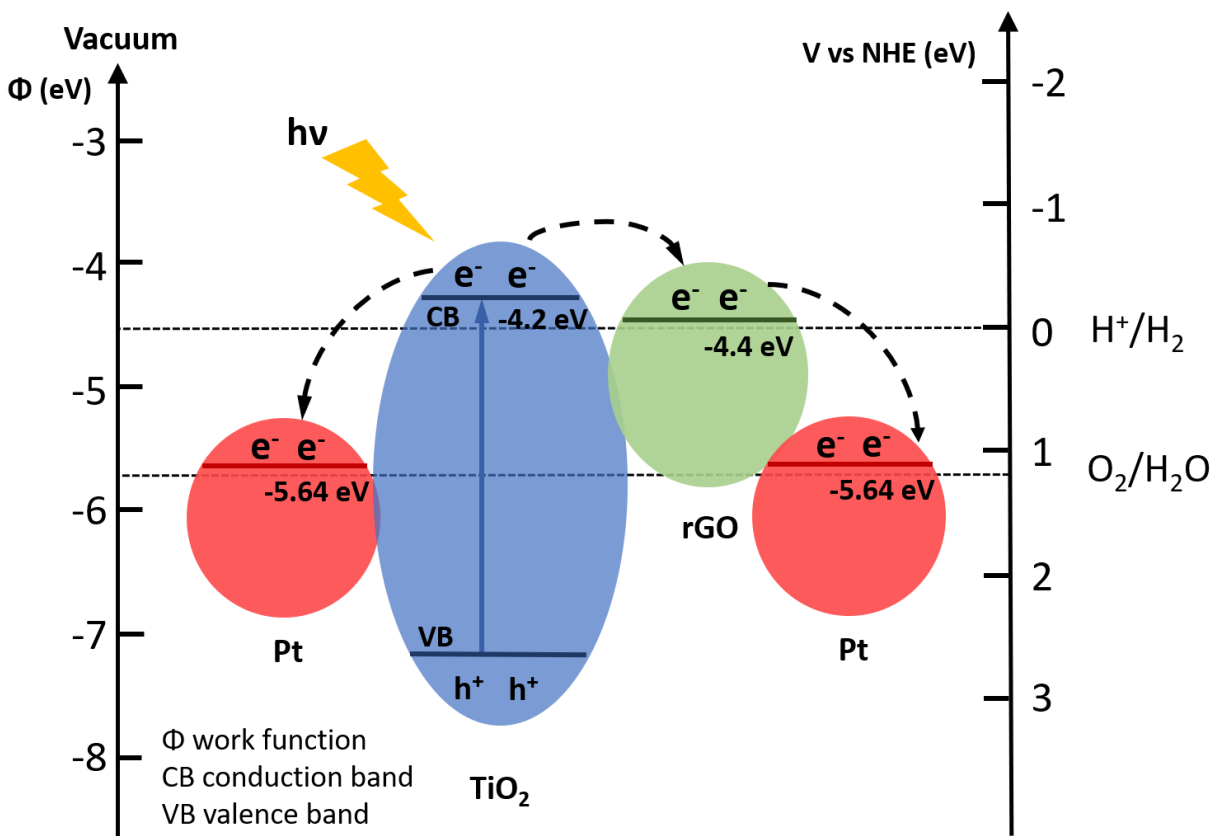 Vacuum
Φ (eV)
V vs NHE (eV)
-3
-4
-5
-6
-7
-8
-2
-1
0
1
2
3
H⁺/H₂
O₂/H₂O
hν
e⁻ e⁻
CB
-4.2 eV
VB
h⁺ h⁺
TiO₂
e⁻ e⁻
-4.4 eV
rGO
e⁻ e⁻
-5.64 eV
Pt
e⁻ e⁻
-5.64 eV
Pt
Φ work function
CB conduction band
VB valence band